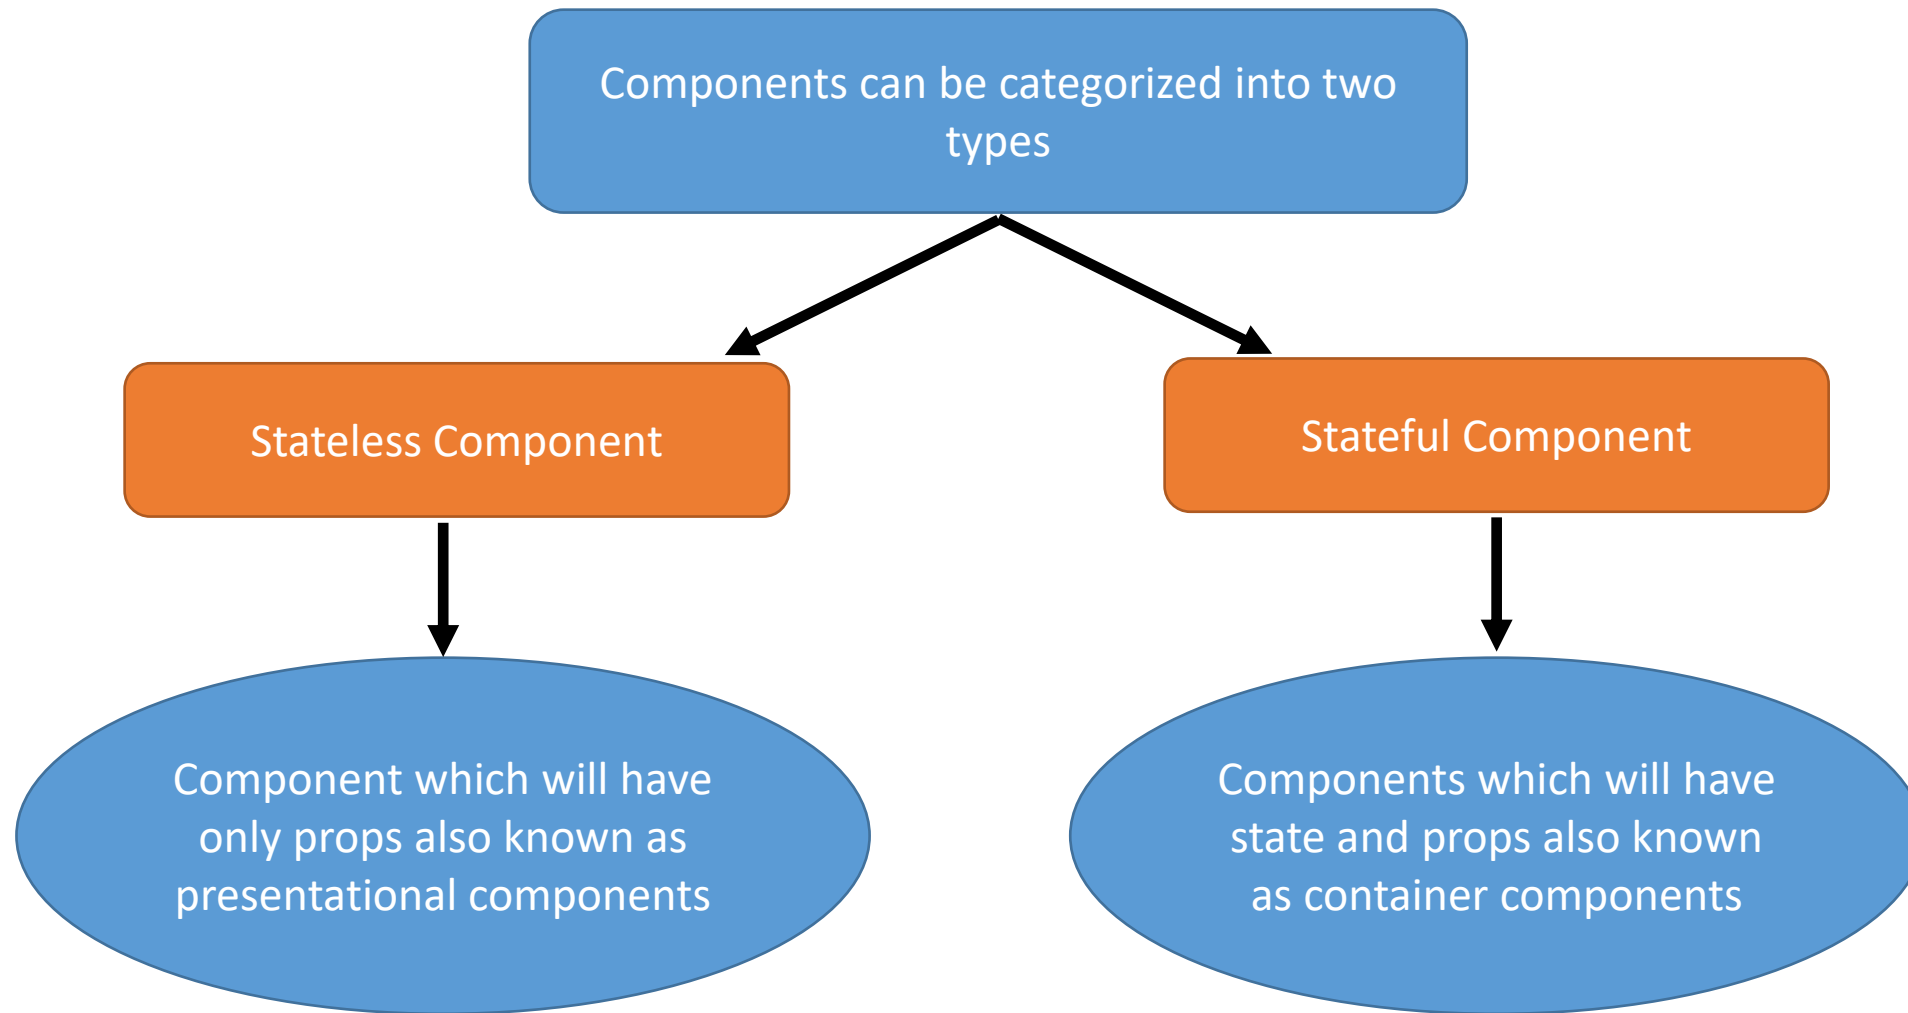 Components can be categorized into two
types
Stateless Component
Stateful Component
Component which will have
only props also known as
presentational components
Components which will have
state and props also known
as container components